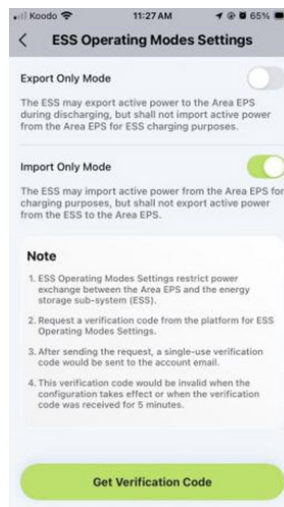 Koodo 11:27 AM 65%
ESS Operating Modes Settings
Export Only Mode
The ESS may export active power to the Area EPS
during discharging, but shall not import active power
from the Area EPS for ESS charging purposes.
Import Only Mode
The ESS may import active power from the Area EPS for
charging purposes, but shall not export active power
from the ESS to the Area EPS.
Note
1. ESS Operating Modes Settings restrict power
exchange between the Area EPS and the energy
storage sub-system (ESS).
2. Request a verification code from the platform for ESS
Operating Modes Settings.
3. After sending the request, a single-use verification
code would be sent to the account email.
4. This verification code would be invalid when the
configuration takes effect or when the verification
code was received for 5 minutes.
Get Verification Code